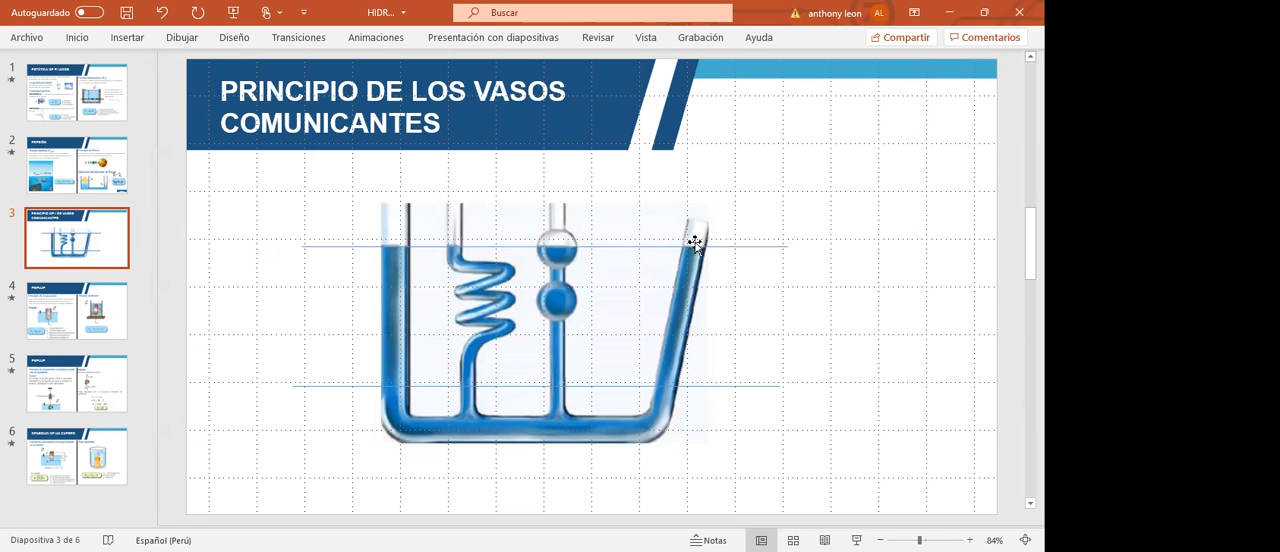 Autoguardado
HIDR...
Buscar
anthony leon
AL
Archivo
Inicio
Insertar
Dibujar
Diseño
Transiciones
Animaciones
Presentación con diapositivas
Revisar
Vista
Grabación
Ayuda
Compartir
Comentarios
1
2
3
4
5
6
PRINCIPIO DE LOS VASOS
COMUNICANTES
Diapositiva 3 de 6
Español (Perú)
Notas
84%